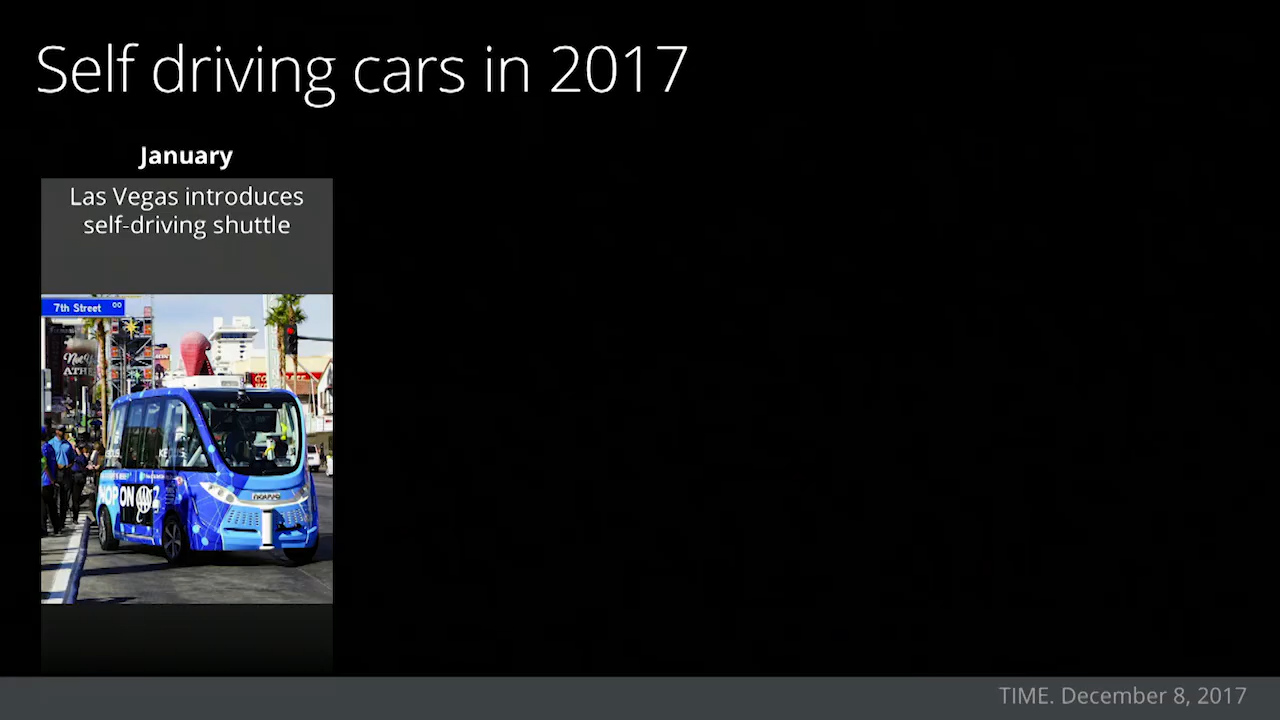 Self driving cars in 2017
January
Las Vegas introduces
self-driving shuttle
7th Street
HOP ON
TIME. December 8, 2017